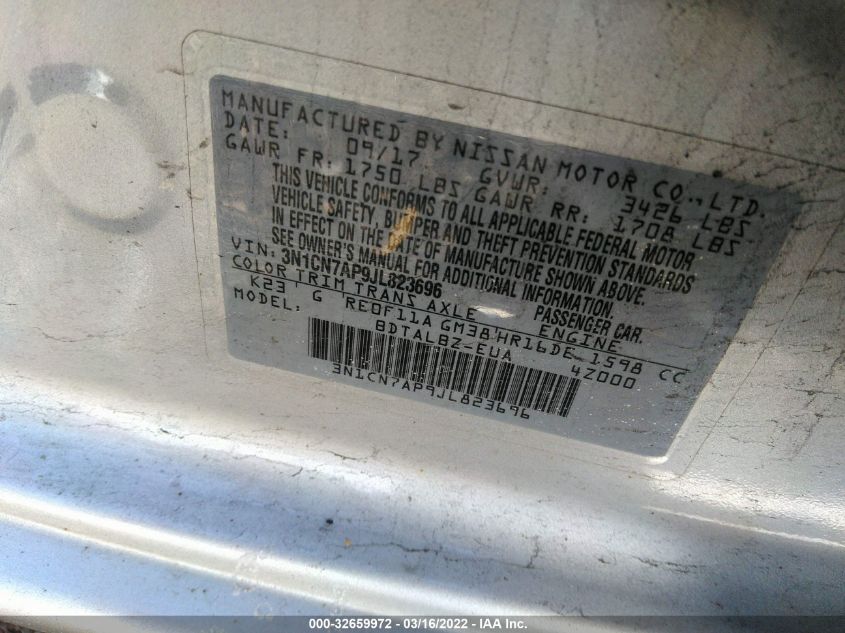 MANUFACTURED BY NISSAN MOTOR CO., LTD.
DATE: 09/17 GVWR: 3426 LBS
GAWR FR: 1750 LBS GAWR RR: 1708 LBS
THIS VEHICLE CONFORMS TO ALL APPLICABLE FEDERAL MOTOR
VEHICLE SAFETY, BUMPER AND THEFT PREVENTION STANDARDS
IN EFFECT ON THE DATE OF MANUFACTURE SHOWN ABOVE.
SEE OWNER'S MANUAL FOR ADDITIONAL INFORMATION.
VIN: 3N1CN7AP9JL823696 PASSENGER CAR.
COLOR TRIM TRANS AXLE ENGINE
K23 G RE0F11A GM38 HR16DE 1598 CC
MODEL: BDTALBZ-EUA 4Z000
3N1CN7AP9JL823696
000-32659972 - 03/16/2022 - IAA Inc.